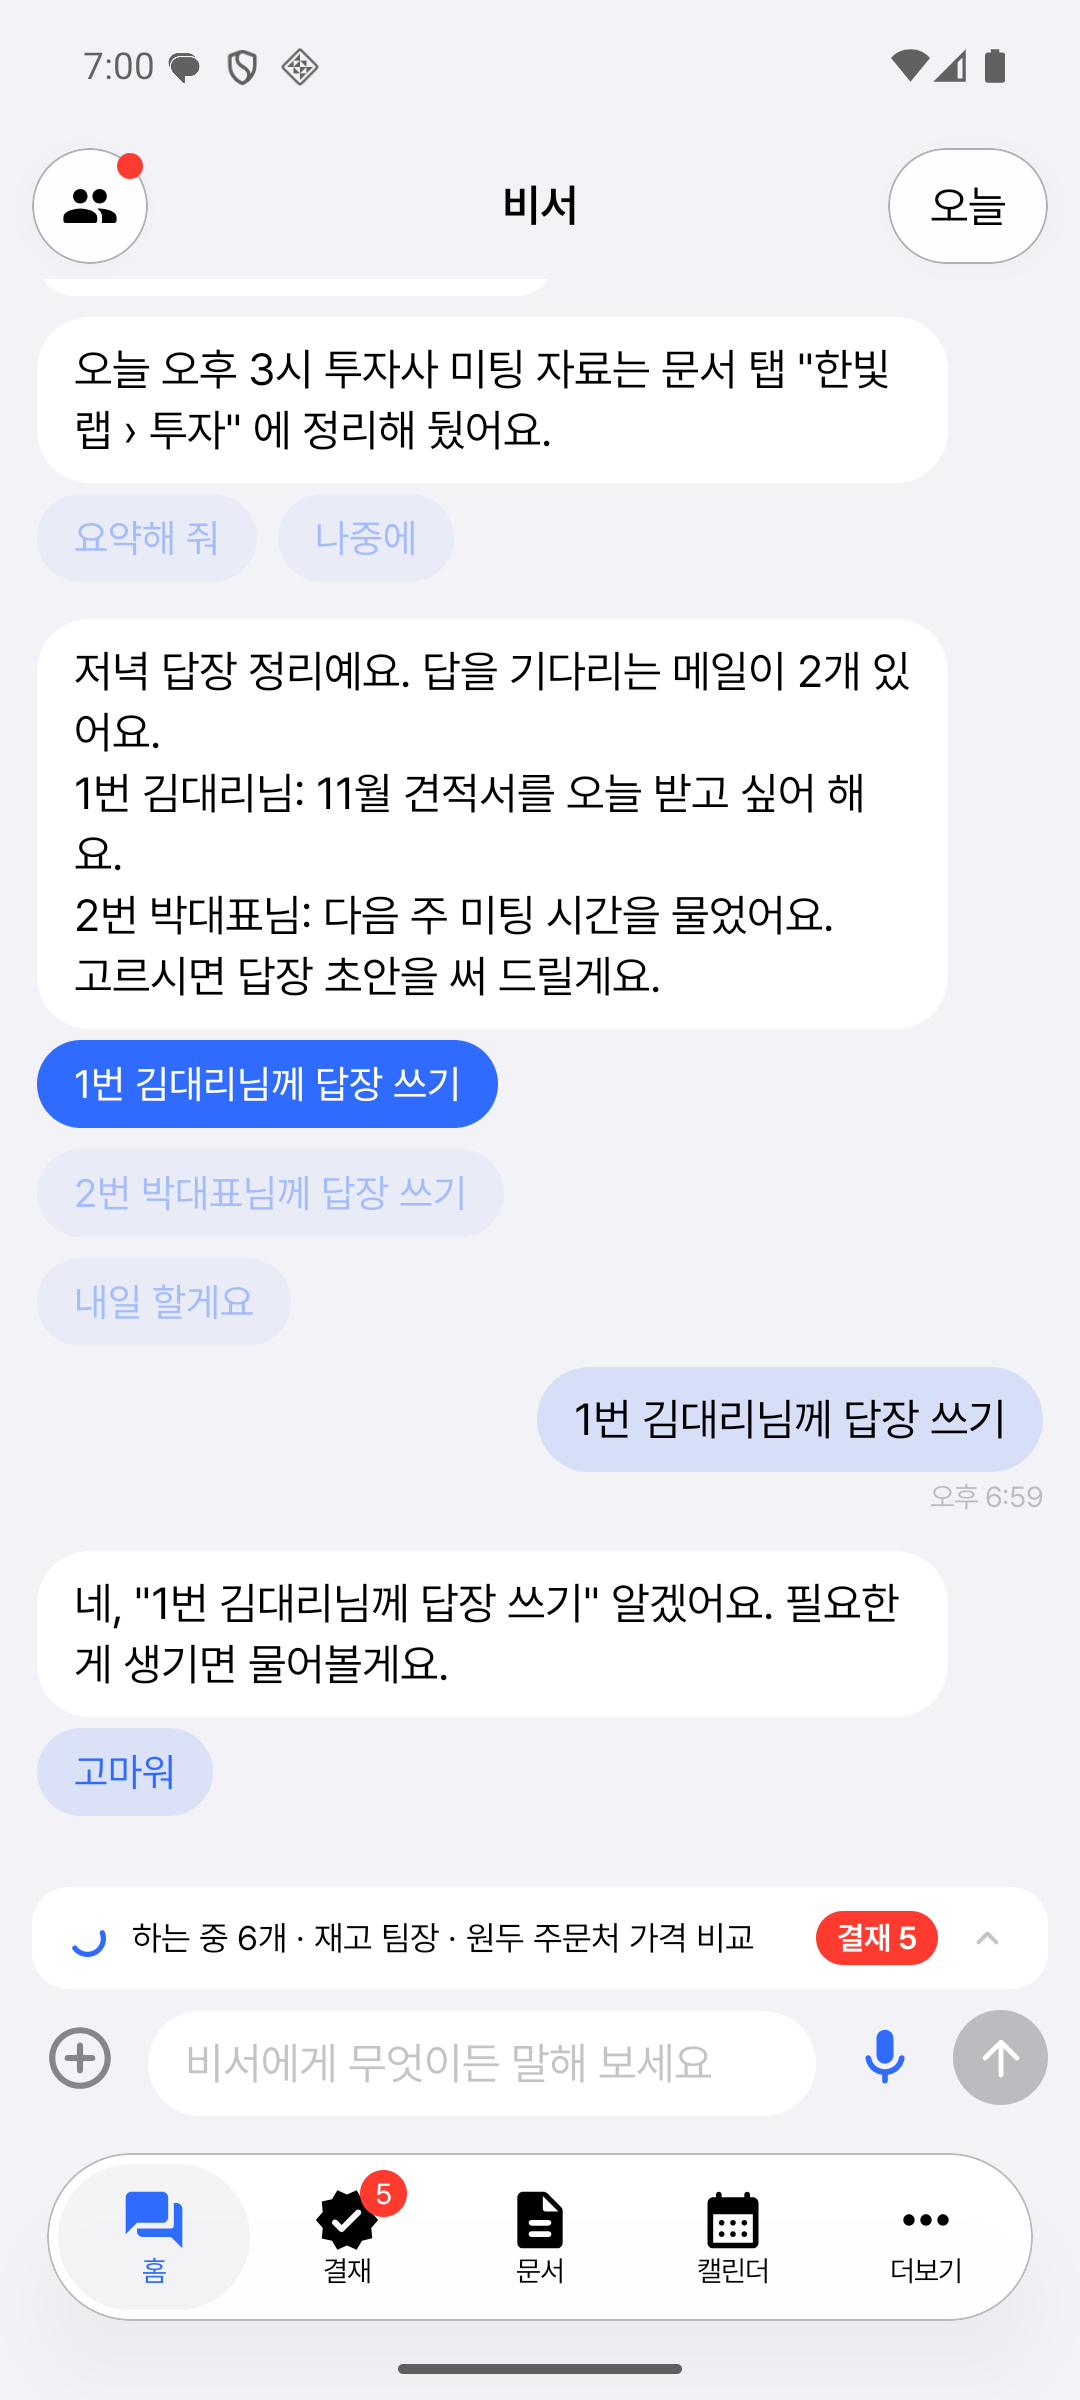 7:00
비서
오늘
오늘 오후 3시 투자사 미팅 자료는 문서 탭 "한빛
랩 › 투자" 에 정리해 뒀어요.
요약해 줘
나중에
저녁 답장 정리예요. 답을 기다리는 메일이 2개 있
어요.
1번 김대리님: 11월 견적서를 오늘 받고 싶어 해
요.
2번 박대표님: 다음 주 미팅 시간을 물었어요.
고르시면 답장 초안을 써 드릴게요.
1번 김대리님께 답장 쓰기
2번 박대표님께 답장 쓰기
내일 할게요
1번 김대리님께 답장 쓰기
오후 6:59
네, "1번 김대리님께 답장 쓰기" 알겠어요. 필요한
게 생기면 물어볼게요.
고마워
하는 중 6개 · 재고 팀장 · 원두 주문처 가격 비교
결재 5
비서에게 무엇이든 말해 보세요
홈
5
결재
문서
캘린더
더보기